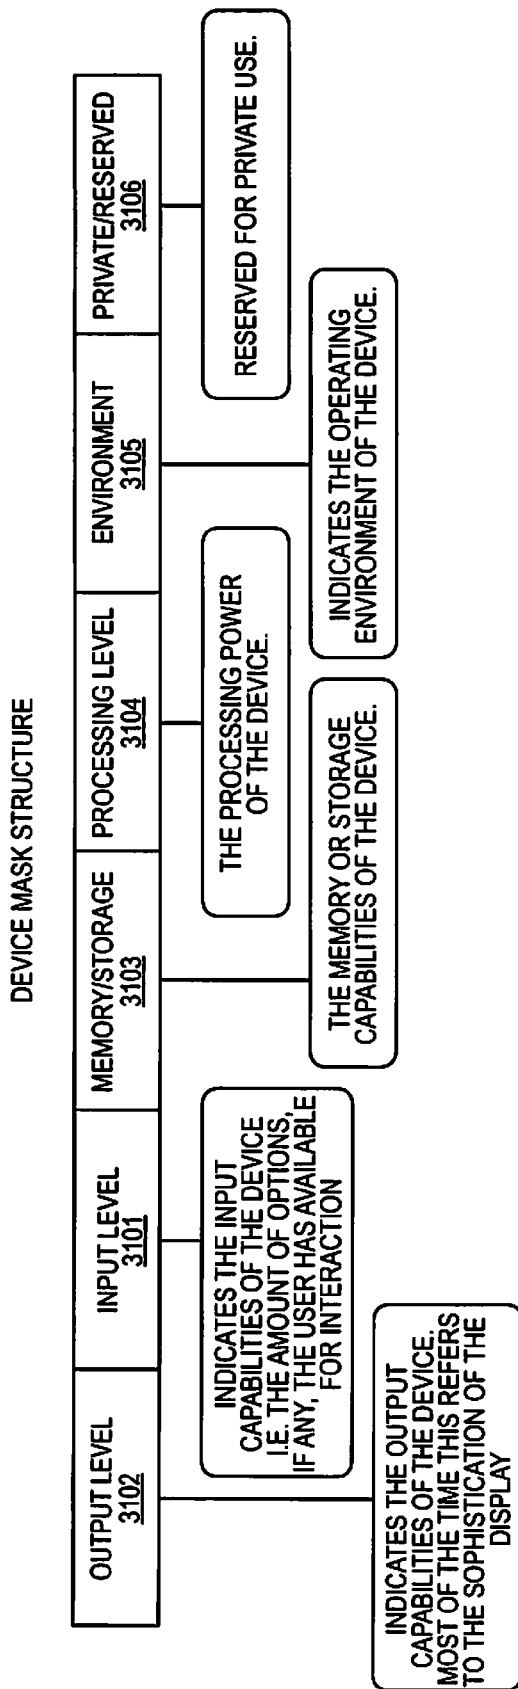 DEVICE MASK STRUCTURE
OUTPUT LEVEL
3102
INPUT LEVEL
3101
MEMORY/STORAGE
3103
PROCESSING LEVEL
3104
ENVIRONMENT
3105
PRIVATE/RESERVED
3106
INDICATES THE OUTPUT
CAPABILITIES OF THE DEVICE.
MOST OF THE TIME THIS REFERS
TO THE SOPHISTICATION OF THE
DISPLAY
INDICATES THE INPUT
CAPABILITIES OF THE DEVICE
I.E. THE AMOUNT OF OPTIONS,
IF ANY, THE USER HAS AVAILABLE
FOR INTERACTION
THE MEMORY OR STORAGE
CAPABILITIES OF THE DEVICE.
THE PROCESSING POWER
OF THE DEVICE.
INDICATES THE OPERATING
ENVIRONMENT OF THE DEVICE.
RESERVED FOR PRIVATE USE.